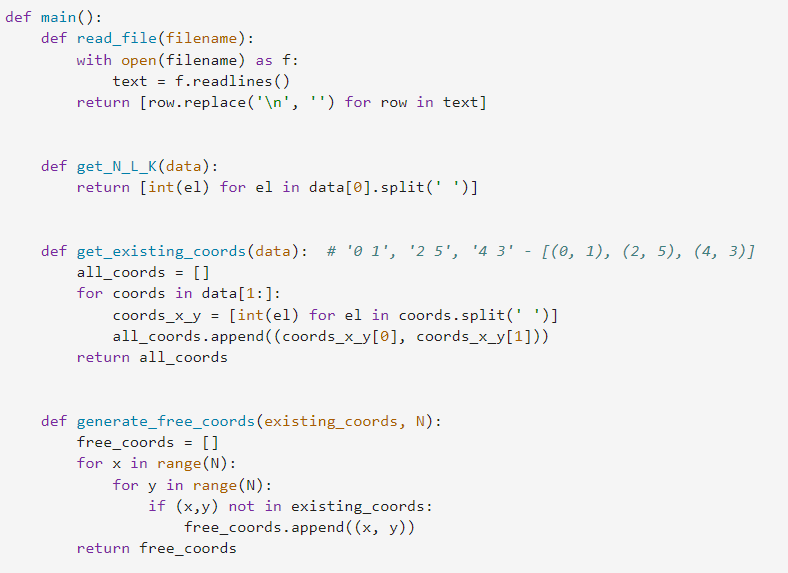 def main():
    def read_file(filename):
        with open(filename) as f:
            text = f.readlines()
        return [row.replace('\n', '') for row in text]
    def get_N_L_K(data):
        return [int(el) for el in data[0].split(' ')]
    def get_existing_coords(data):  # '0 1', '2 5', '4 3' - [(0, 1), (2, 5), (4, 3)]
        all_coords = []
        for coords in data[1:]:
            coords_x_y = [int(el) for el in coords.split(' ')]
            all_coords.append((coords_x_y[0], coords_x_y[1]))
        return all_coords
    def generate_free_coords(existing_coords, N):
        free_coords = []
        for x in range(N):
            for y in range(N):
                if (x,y) not in existing_coords:
                    free_coords.append((x, y))
        return free_coords